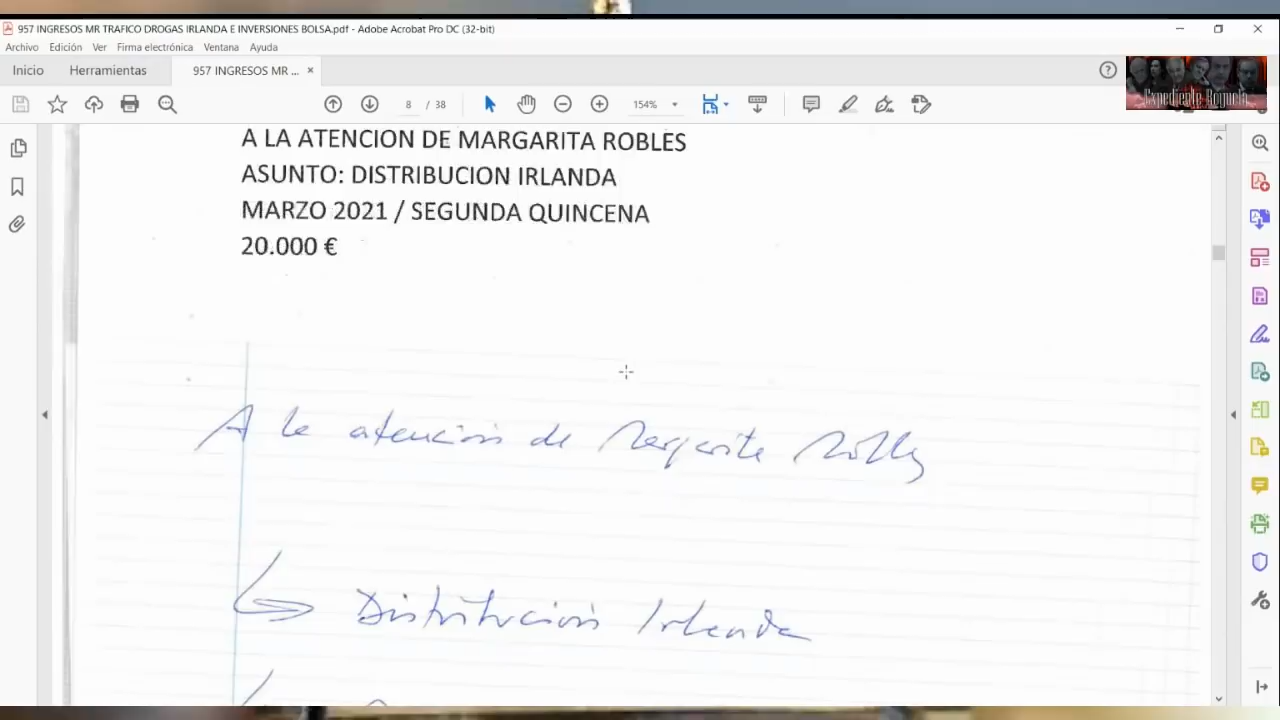 957 INGRESOS MR TRAFICO DROGAS IRLANDA E INVERSIONES BOLSA.pdf - Adobe Acrobat Pro DC (32-bit)
Archivo Edición Ver Firma electrónica Ventana Ayuda
Inicio Herramientas 957 INGRESOS MR ... ×
Expediente Royuela
8 / 38 154%
A LA ATENCION DE MARGARITA ROBLES
ASUNTO: DISTRIBUCION IRLANDA
MARZO 2021 / SEGUNDA QUINCENA
20.000 €
A la atención de Margarita Robles
Distribución Irlanda